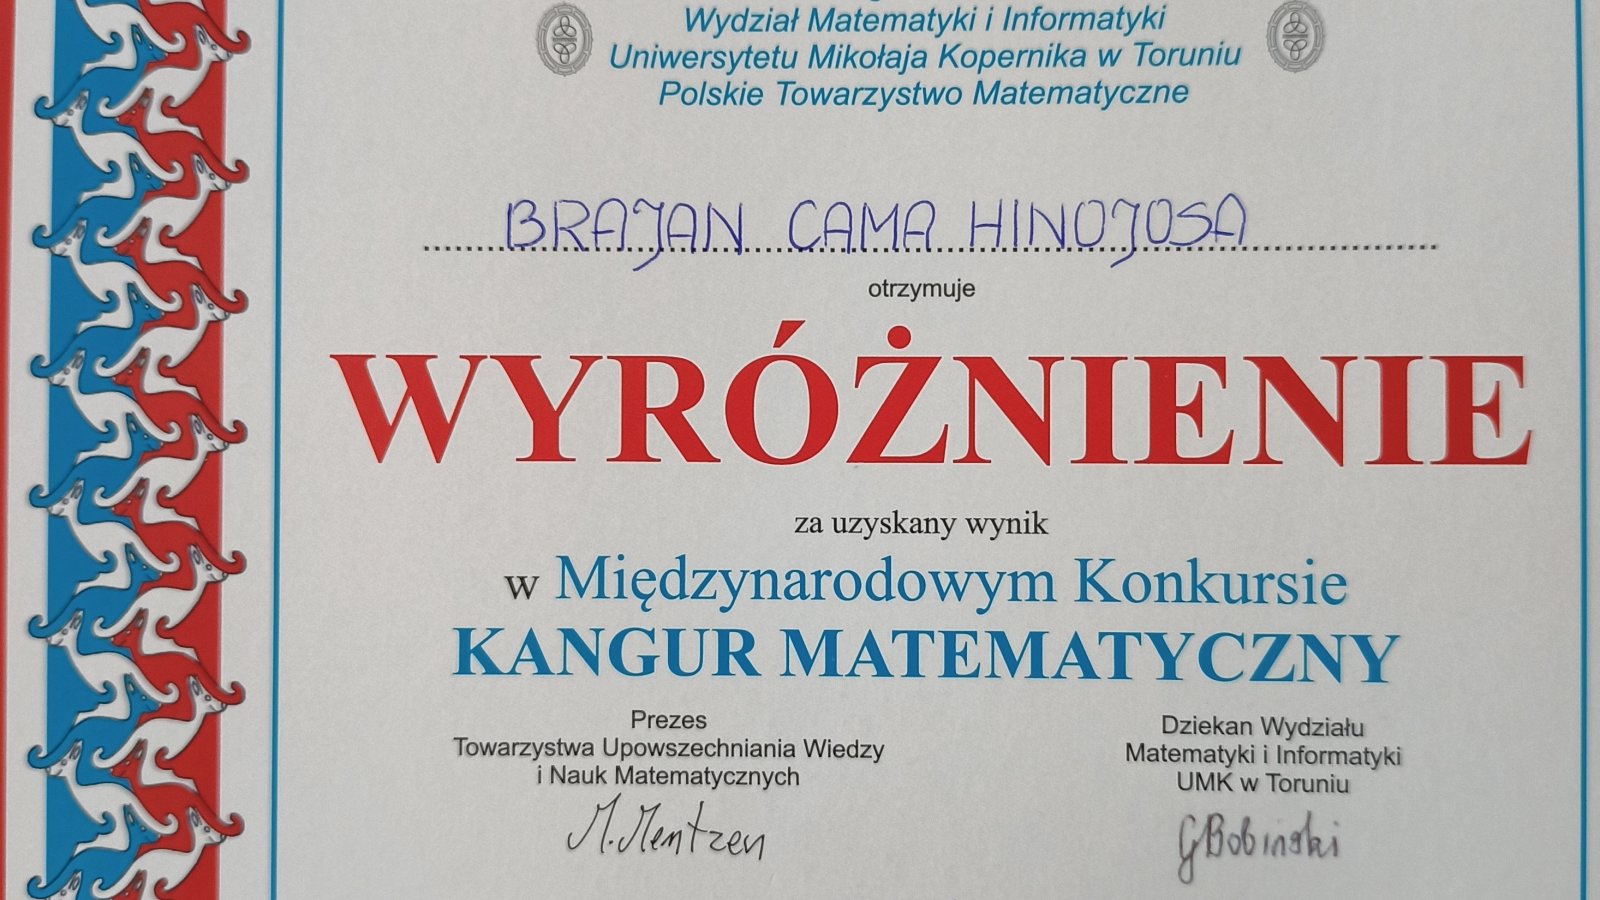 Wydział Matematyki i Informatyki
Uniwersytetu Mikołaja Kopernika w Toruniu
Polskie Towarzystwo Matematyczne
BRAJAN CAMA HINOJOSA
otrzymuje
WYRÓŻNIENIE
za uzyskany wynik
w Międzynarodowym Konkursie
KANGUR MATEMATYCZNY
Prezes
Towarzystwa Upowszechniania Wiedzy
i Nauk Matematycznych
M. Mentzen
Dziekan Wydziału
Matematyki i Informatyki
UMK w Toruniu
G Bobiński